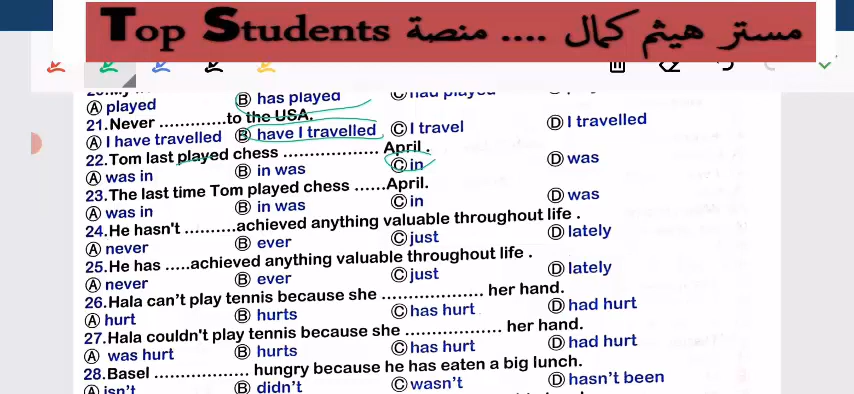 Top Students مستر هيثم كمال .... منصة
Ⓐ played Ⓑ has played Ⓒ had played
21.Never .............to the USA.
Ⓐ I have travelled Ⓑ have I travelled Ⓒ I travel Ⓓ I travelled
22.Tom last played chess .................. April .
Ⓐ was in Ⓑ in was Ⓒ in Ⓓ was
23.The last time Tom played chess ......April.
Ⓐ was in Ⓑ in was Ⓒ in Ⓓ was
24.He hasn't ..........achieved anything valuable throughout life .
Ⓐ never Ⓑ ever Ⓒ just Ⓓ lately
25.He has .....achieved anything valuable throughout life .
Ⓐ never Ⓑ ever Ⓒ just Ⓓ lately
26.Hala can't play tennis because she ................... her hand.
Ⓐ hurt Ⓑ hurts Ⓒ has hurt Ⓓ had hurt
27.Hala couldn't play tennis because she .................. her hand.
Ⓐ was hurt Ⓑ hurts Ⓒ has hurt Ⓓ had hurt
28.Basel .................. hungry because he has eaten a big lunch.
Ⓐ isn't Ⓑ didn't Ⓒ wasn't Ⓓ hasn't been